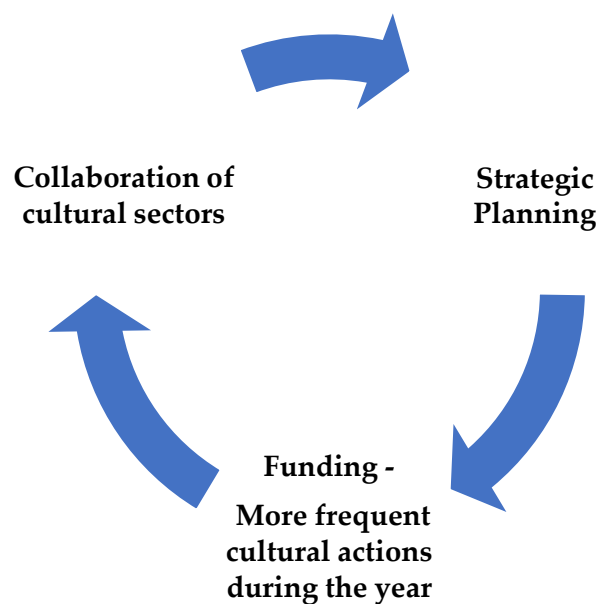 Collaboration of
cultural sectors
Strategic
Planning
Funding -
More frequent
cultural actions
during the year